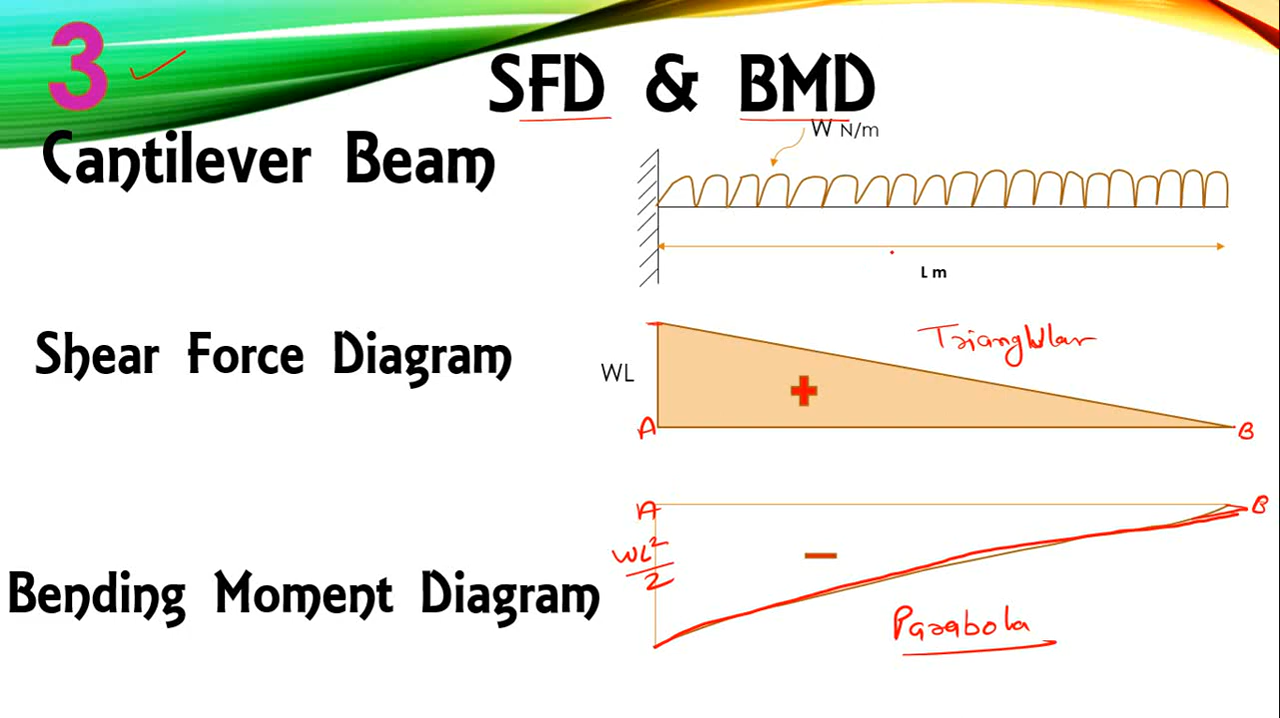 3
SFD & BMD
W N/m
Cantilever Beam
L m
Shear Force Diagram
Triangular
WL
+
A
B
A
B
WL²/2
−
Bending Moment Diagram
Parabola